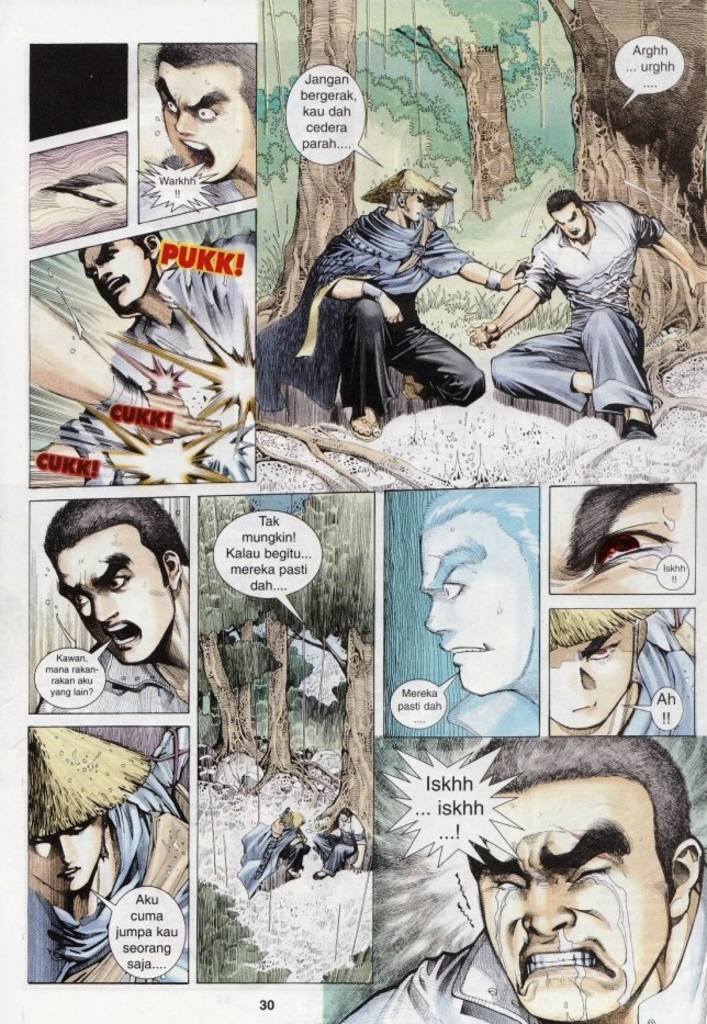 Warkhh
!!
PUKK!
CUKK!
CUKK!
Jangan
bergerak,
kau dah
cedera
parah....
Arghh
... urghh
....
Kawan,
mana rakan-
rakan aku
yang lain?
Aku
cuma
jumpa kau
seorang
saja....
Tak
mungkin!
Kalau begitu...
mereka pasti
dah....
Mereka
pasti dah
....
Iskhh
!!
Ah
!!
Iskhh
... iskhh
...!
30